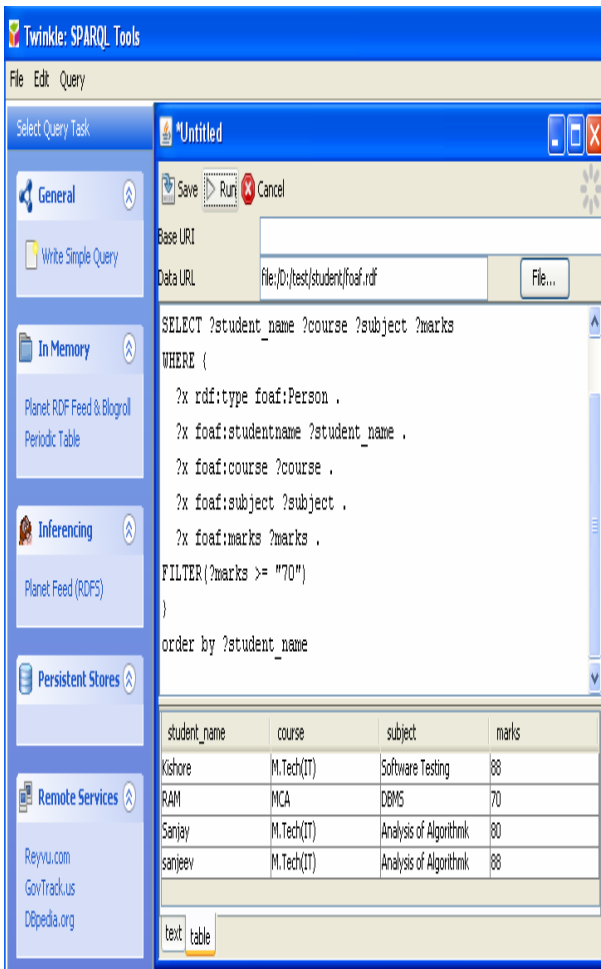 Twinkle: SPARQL Tools
File Edit Query
Select Query Task
General
Write Simple Query
In Memory
Planet RDF Feed & Blogroll
Periodic Table
Inferencing
Planet Feed (RDFS)
Persistent Stores
Remote Services
Reyvu.com
GovTrack.us
DBpedia.org
*Untitled
Save Run Cancel
Base URI
Data URL file:/D:/test/student/foaf.rdf File...
SELECT ?student_name ?course ?subject ?marks
WHERE {
?x rdf:type foaf:Person .
?x foaf:studentname ?student_name .
?x foaf:course ?course .
?x foaf:subject ?subject .
?x foaf:marks ?marks .
FILTER(?marks >= "70")
}
order by ?student_name
student_name course subject marks
Kishore M.Tech(IT) Software Testing 88
RAM MCA DBMS 70
Sanjay M.Tech(IT) Analysis of Algorithmk 80
sanjeev M.Tech(IT) Analysis of Algorithmk 88
text table